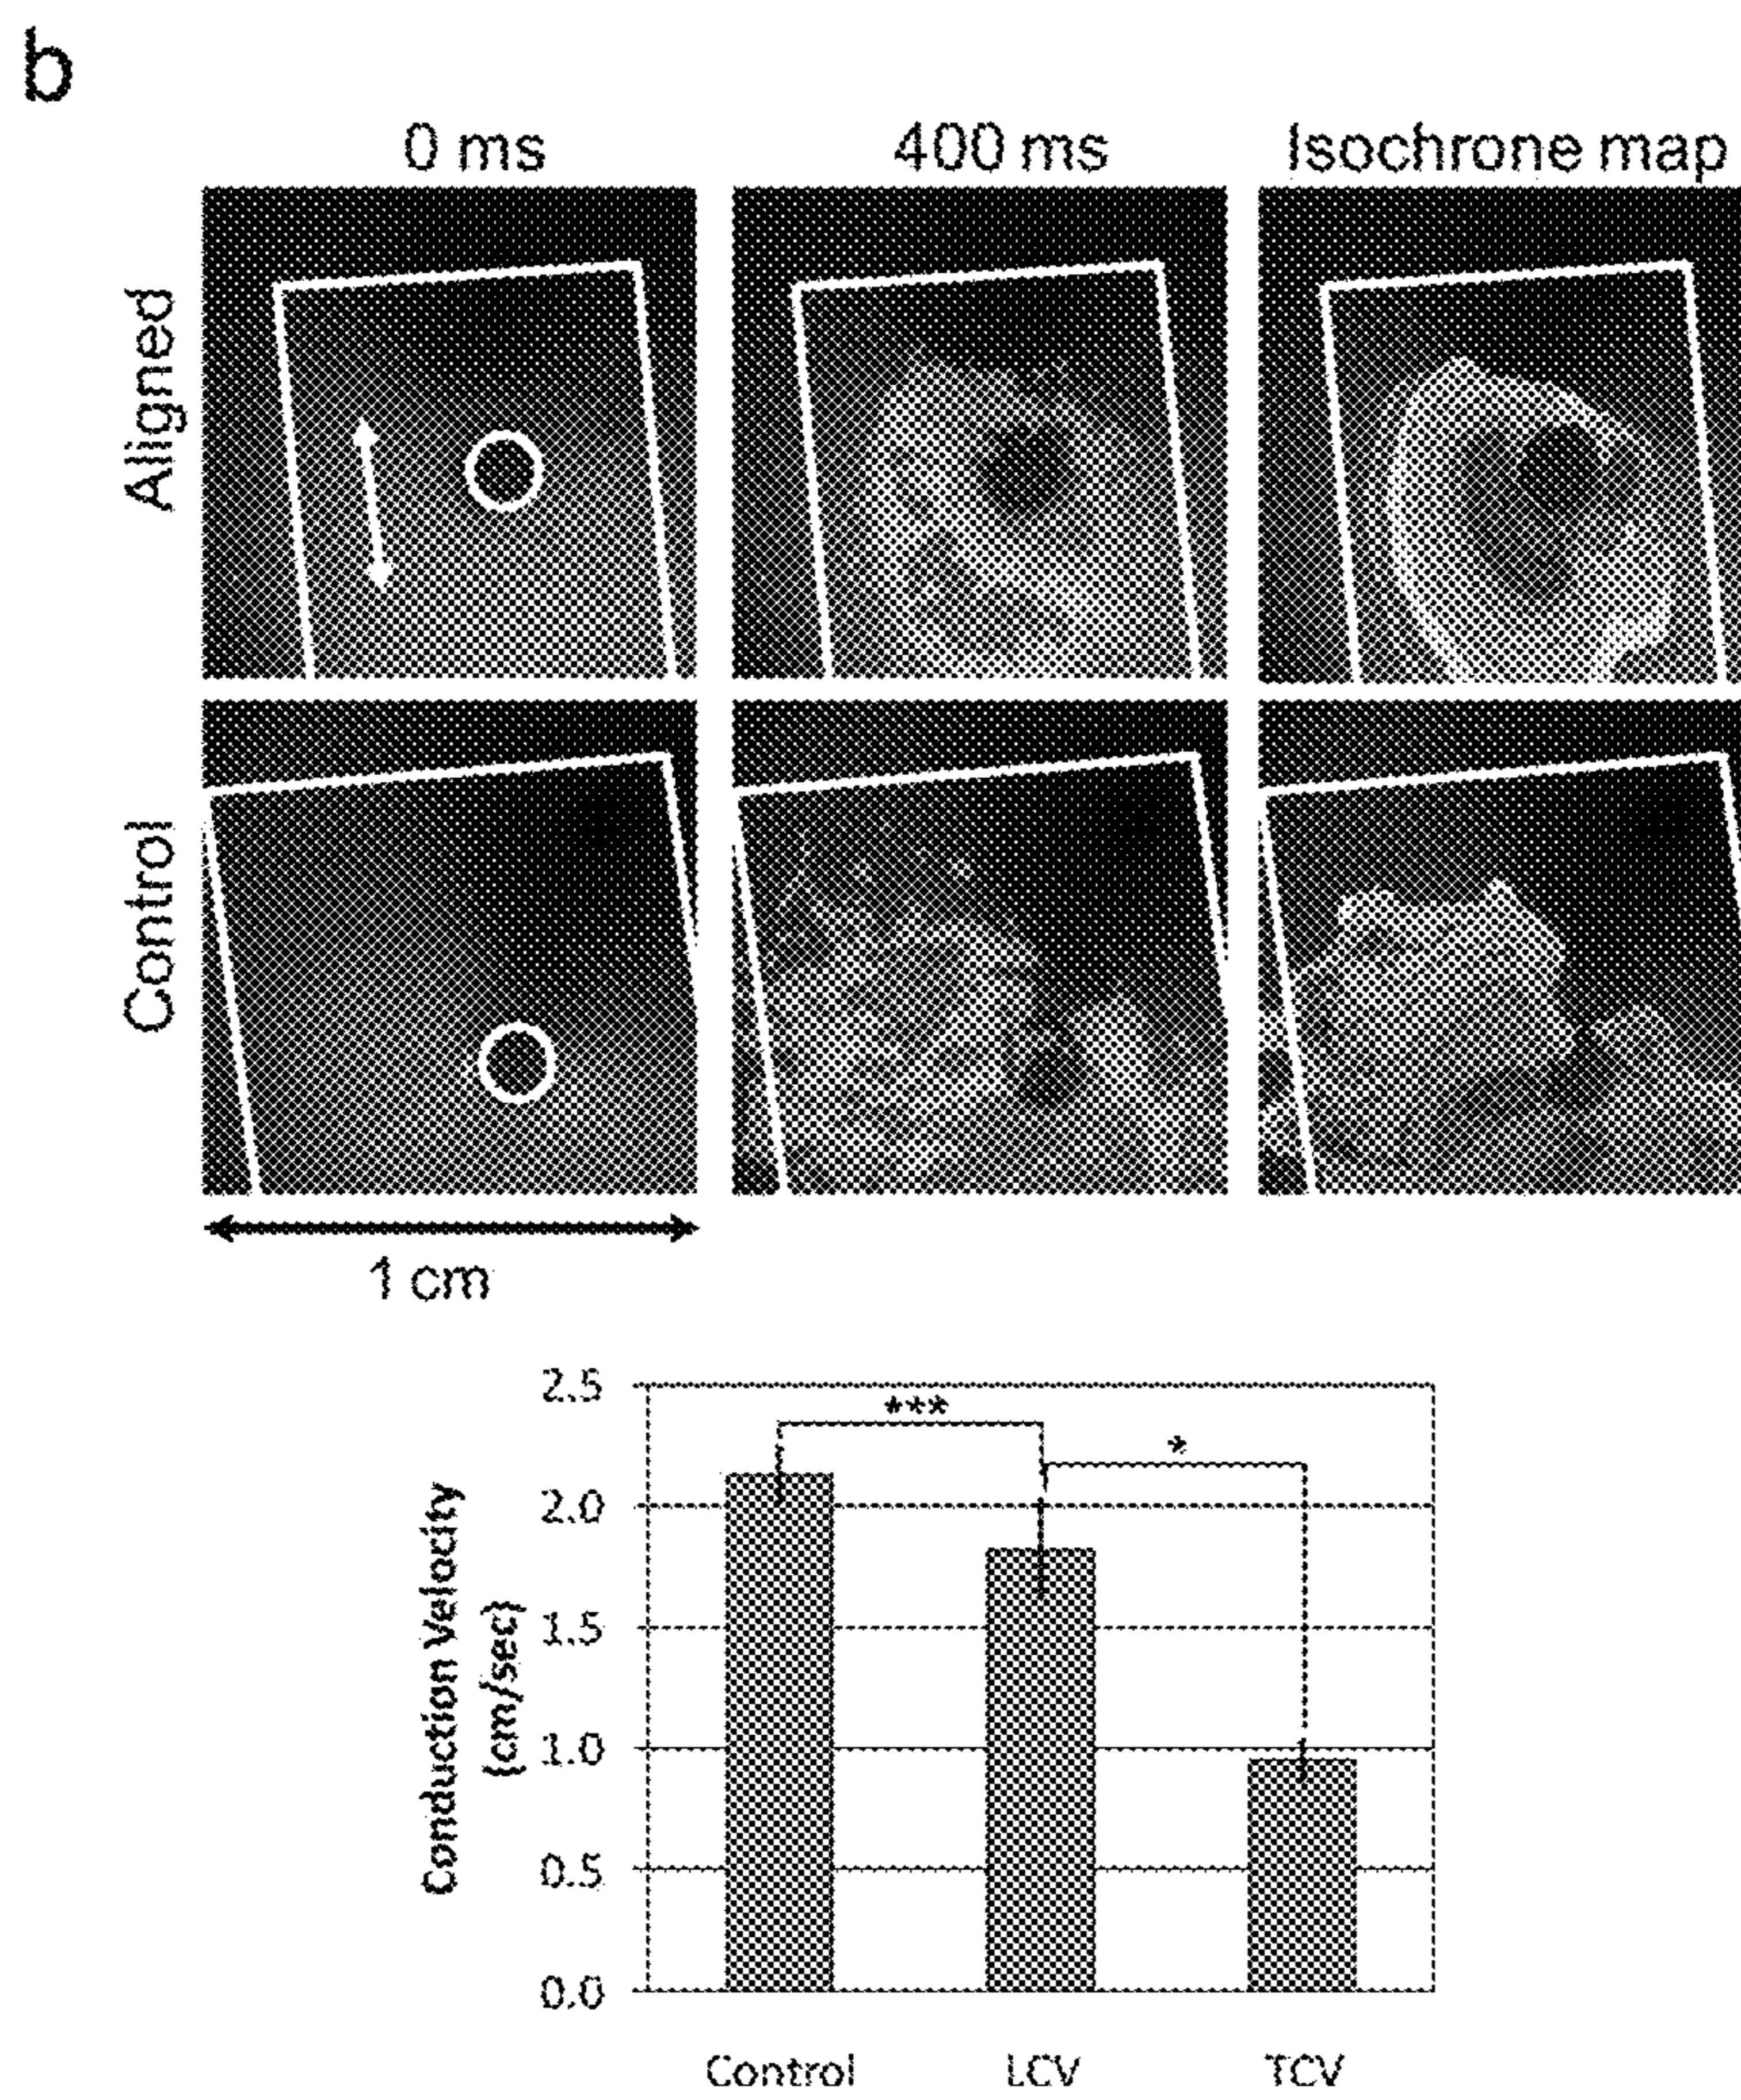 b
0 ms
400 ms
Isochrone map
Aligned
Control
1 cm
Conduction Velocity
(cm/sec)
2.5
2.0
1.5
1.0
0.5
0.0
***
*
Control
LCV
TCV